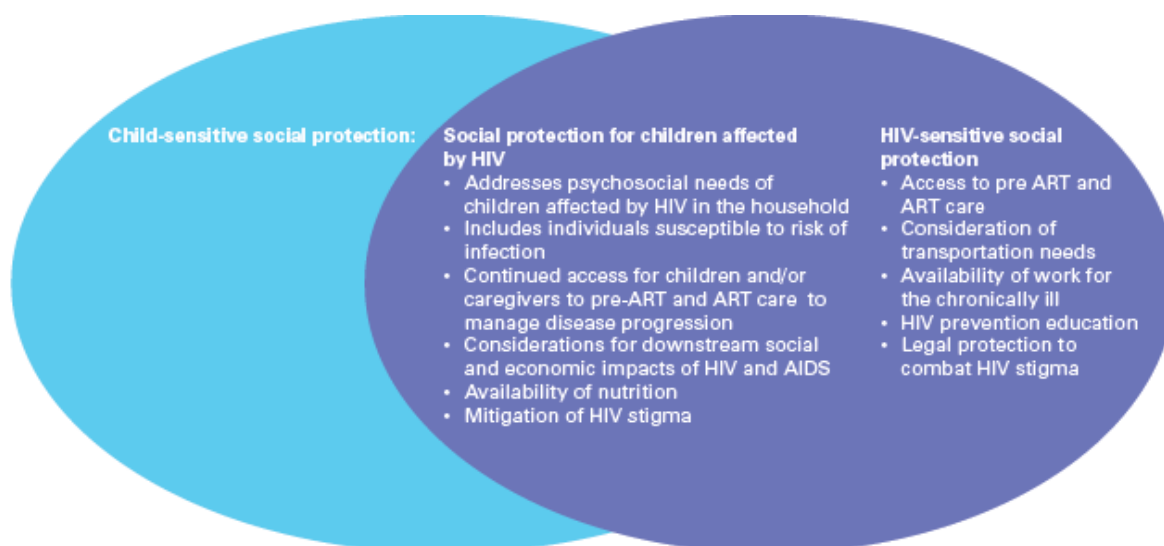 Child-sensitive social protection:
Social protection for children affected
by HIV
• Addresses psychosocial needs of
children affected by HIV in the household
• Includes individuals susceptible to risk of
infection
• Continued access for children and/or
caregivers to pre-ART and ART care to
manage disease progression
• Considerations for downstream social
and economic impacts of HIV and AIDS
• Availability of nutrition
• Mitigation of HIV stigma
HIV-sensitive social
protection
• Access to pre ART and
ART care
• Consideration of
transportation needs
• Availability of work for
the chronically ill
• HIV prevention education
• Legal protection to
combat HIV stigma